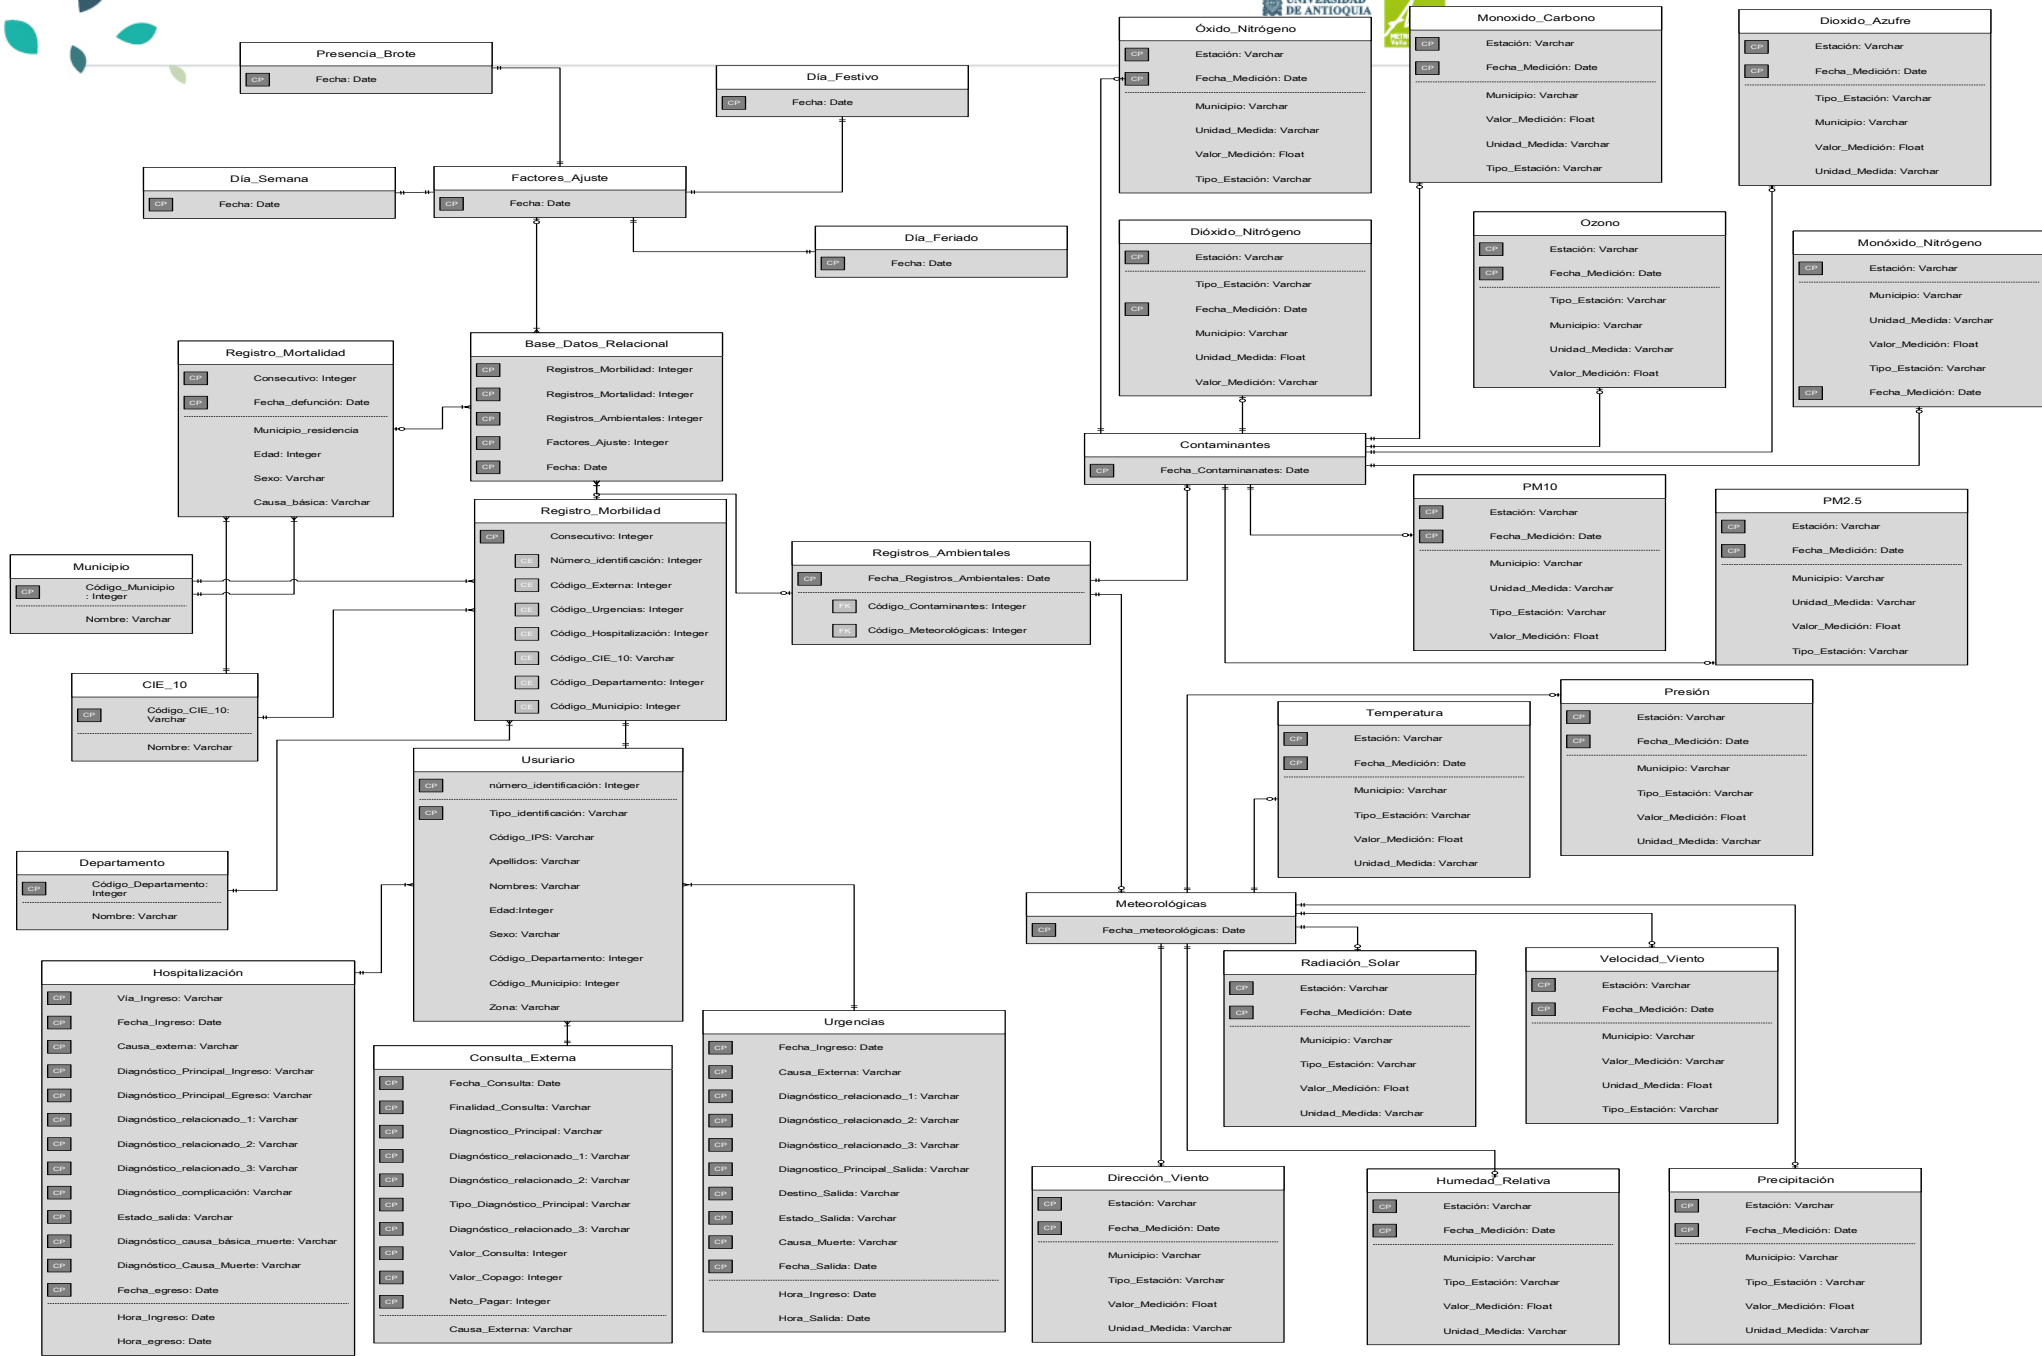 UNIVERSIDAD
DE ANTIOQUIA
Presencia_Brote
CP Fecha: Date
Día_Festivo
CP Fecha: Date
Día_Semana
CP Fecha: Date
Factores_Ajuste
CP Fecha: Date
Día_Feriado
CP Fecha: Date
Óxido_Nitrógeno
CP Estación: Varchar
CP Fecha_Medición: Date
Municipio: Varchar
Unidad_Medida: Varchar
Valor_Medición: Float
Tipo_Estación: Varchar
Monoxido_Carbono
CP Estación: Varchar
CP Fecha_Medición: Date
Municipio: Varchar
Valor_Medición: Float
Unidad_Medida: Varchar
Tipo_Estación: Varchar
Dioxido_Azufre
CP Estación: Varchar
CP Fecha_Medición: Date
Tipo_Estación: Varchar
Municipio: Varchar
Valor_Medición: Float
Unidad_Medida: Varchar
Dióxido_Nitrógeno
CP Estación: Varchar
Tipo_Estación: Varchar
CP Fecha_Medición: Date
Municipio: Varchar
Unidad_Medida: Float
Valor_Medición: Varchar
Ozono
CP Estación: Varchar
CP Fecha_Medición: Date
Tipo_Estación: Varchar
Municipio: Varchar
Unidad_Medida: Varchar
Valor_Medición: Float
Monóxido_Nitrógeno
CP Estación: Varchar
Municipio: Varchar
Unidad_Medida: Varchar
Valor_Medición: Float
Tipo_Estación: Varchar
CP Fecha_Medición: Date
Registro_Mortalidad
CP Consecutivo: Integer
CP Fecha_defunción: Date
Municipio_residencia
Edad: Integer
Sexo: Varchar
Causa_básica: Varchar
Base_Datos_Relacional
CP Registros_Morbilidad: Integer
CP Registros_Mortalidad: Integer
CP Registros_Ambientales: Integer
CP Factores_Ajuste: Integer
CP Fecha: Date
Contaminantes
CP Fecha_Contaminanates: Date
Registro_Morbilidad
CP Consecutivo: Integer
CE Número_identificación: Integer
CE Código_Externa: Integer
CE Código_Urgencias: Integer
CE Código_Hospitalización: Integer
CE Código_CIE_10: Varchar
CE Código_Departamento: Integer
CE Código_Municipio: Integer
Registros_Ambientales
CP Fecha_Registros_Ambientales: Date
FK Código_Contaminantes: Integer
FK Código_Meteorológicas: Integer
PM10
CP Estación: Varchar
CP Fecha_Medición: Date
Municipio: Varchar
Unidad_Medida: Varchar
Tipo_Estación: Varchar
Valor_Medición: Float
PM2.5
CP Estación: Varchar
CP Fecha_Medición: Date
Municipio: Varchar
Unidad_Medida: Varchar
Valor_Medición: Float
Tipo_Estación: Varchar
Municipio
CP Código_Municipio
: Integer
Nombre: Varchar
CIE_10
CP Código_CIE_10:
Varchar
Nombre: Varchar
Departamento
CP Código_Departamento:
Integer
Nombre: Varchar
Usuriario
CP número_identificación: Integer
CP Tipo_identificación: Varchar
Código_IPS: Varchar
Apellidos: Varchar
Nombres: Varchar
Edad:Integer
Sexo: Varchar
Código_Departamento: Integer
Código_Municipio: Integer
Zona: Varchar
Temperatura
CP Estación: Varchar
CP Fecha_Medición: Date
Municipio: Varchar
Tipo_Estación: Varchar
Valor_Medición: Float
Unidad_Medida: Varchar
Presión
CP Estación: Varchar
CP Fecha_Medición: Date
Municipio: Varchar
Tipo_Estación: Varchar
Valor_Medición: Float
Unidad_Medida: Varchar
Meteorológicas
CP Fecha_meteorológicas: Date
Hospitalización
CP Vía_Ingreso: Varchar
CP Fecha_Ingreso: Date
CP Causa_externa: Varchar
CP Diagnóstico_Principal_Ingreso: Varchar
CP Diagnóstico_Principal_Egreso: Varchar
CP Diagnóstico_relacionado_1: Varchar
CP Diagnóstico_relacionado_2: Varchar
CP Diagnóstico_relacionado_3: Varchar
CP Diagnóstico_complicación: Varchar
CP Estado_salida: Varchar
CP Diagnóstico_causa_básica_muerte: Varchar
CP Diagnóstico_Causa_Muerte: Varchar
CP Fecha_egreso: Date
Hora_Ingreso: Date
Hora_egreso: Date
Consulta_Externa
CP Fecha_Consulta: Date
CP Finalidad_Consulta: Varchar
CP Diagnostico_Principal: Varchar
CP Diagnóstico_relacionado_1: Varchar
CP Diagnóstico_relacionado_2: Varchar
CP Tipo_Diagnóstico_Principal: Varchar
CP Diagnóstico_relacionado_3: Varchar
CP Valor_Consulta: Integer
CP Valor_Copago: Integer
CP Neto_Pagar: Integer
Causa_Externa: Varchar
Urgencias
CP Fecha_Ingreso: Date
CP Causa_Externa: Varchar
CP Diagnóstico_relacionado_1: Varchar
CP Diagnóstico_relacionado_2: Varchar
CP Diagnóstico_relacionado_3: Varchar
CP Diagnostico_Principal_Salida: Varchar
CP Destino_Salida: Varchar
CP Estado_Salida: Varchar
CP Causa_Muerte: Varchar
CP Fecha_Salida: Date
Hora_Ingreso: Date
Hora_Salida: Date
Radiación_Solar
CP Estación: Varchar
CP Fecha_Medición: Date
Municipio: Varchar
Tipo_Estación: Varchar
Valor_Medición: Float
Unidad_Medida: Varchar
Velocidad_Viento
CP Estación: Varchar
CP Fecha_Medición: Date
Municipio: Varchar
Valor_Medición: Varchar
Unidad_Medida: Float
Tipo_Estación: Varchar
Dirección_Viento
CP Estación: Varchar
CP Fecha_Medición: Date
Municipio: Varchar
Tipo_Estación: Varchar
Valor_Medición: Float
Unidad_Medida: Varchar
Humedad_Relativa
CP Estación: Varchar
CP Fecha_Medición: Date
Municipio: Varchar
Tipo_Estación: Varchar
Valor_Medición: Float
Unidad_Medida: Varchar
Precipitación
CP Estación: Varchar
CP Fecha_Medición: Date
Municipio: Varchar
Tipo_Estación : Varchar
Valor_Medición: Float
Unidad_Medida: Varchar